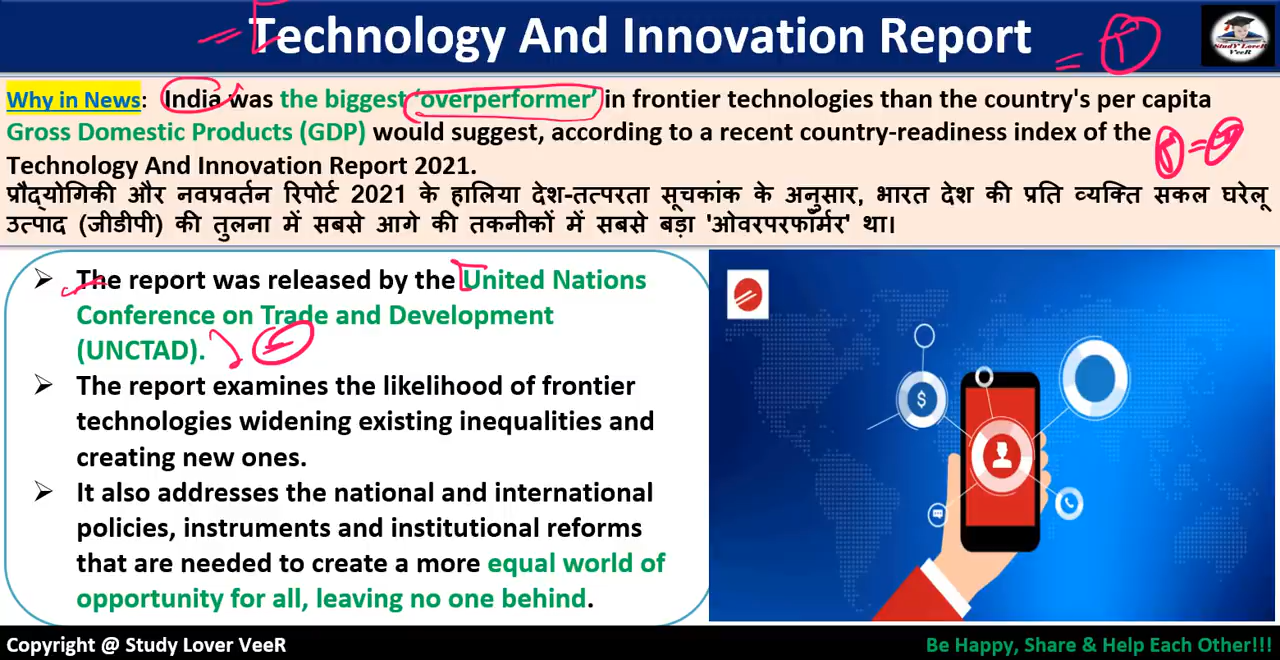 Technology And Innovation Report
StudY LoveR
VeeR
Why in News: India was the biggest 'overperformer' in frontier technologies than the country's per capita
Gross Domestic Products (GDP) would suggest, according to a recent country-readiness index of the
Technology And Innovation Report 2021.
प्रौद्योगिकी और नवप्रवर्तन रिपोर्ट 2021 के हालिया देश-तत्परता सूचकांक के अनुसार, भारत देश की प्रति व्यक्ति सकल घरेलू
उत्पाद (जीडीपी) की तुलना में सबसे आगे की तकनीकों में सबसे बड़ा 'ओवरपरफॉर्मर' था।
➢ The report was released by the United Nations
Conference on Trade and Development
(UNCTAD).
➢ The report examines the likelihood of frontier
technologies widening existing inequalities and
creating new ones.
➢ It also addresses the national and international
policies, instruments and institutional reforms
that are needed to create a more equal world of
opportunity for all, leaving no one behind.
$
Copyright @ Study Lover VeeR
Be Happy, Share & Help Each Other!!!